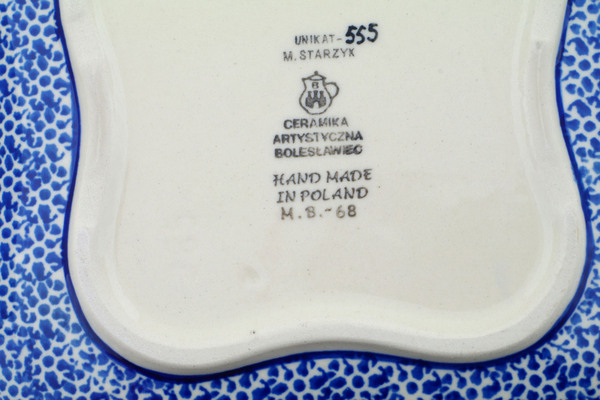 UNIKAT-555
M. STARZYK
B
CERAMIKA
ARTYSTYCZNA
BOLESŁAWIEC
HAND MADE
IN POLAND
M.B.-68